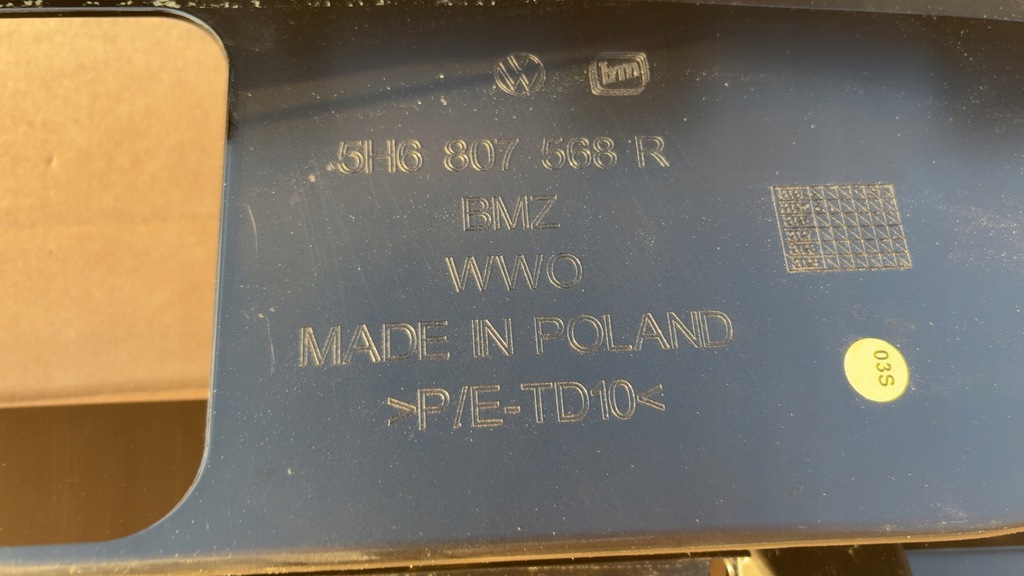 5H6 807 568 R
BMZ
WWO
MADE IN POLAND
>P/E-TD10<
03S